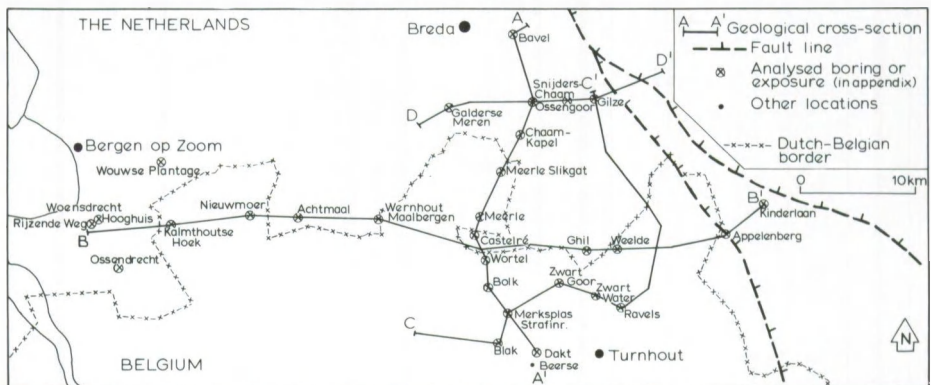 THE NETHERLANDS
Breda
A
Bavel
A A' Geological cross-section
Fault line
Analysed boring or
exposure (in appendix)
Other locations
Dutch-Belgian
border
0 10km
N
D'
C'
Snijders-
Chaam
Ossengoor
Gilze
D
Galderse
Meren
Chaam-
Kapel
Meerle Slikgat
Bergen op Zoom
Wouwse Plantage
Woensdrecht
Hooghuis
Rijzende Weg
B
Kalmthoutse
Hoek
Nieuwmoer
Achtmaal
Wernhout
Maalbergen
Meerle
Castelré
Wortel
Ghil
Weelde
Appelenberg
B'
Kinderlaan
Ossendrecht
Bolk
Zwart
Goor
Zwart
Water
Ravels
Merksplas
Strafinr.
C
Blak
Dakt
Beerse
A'
Turnhout
BELGIUM